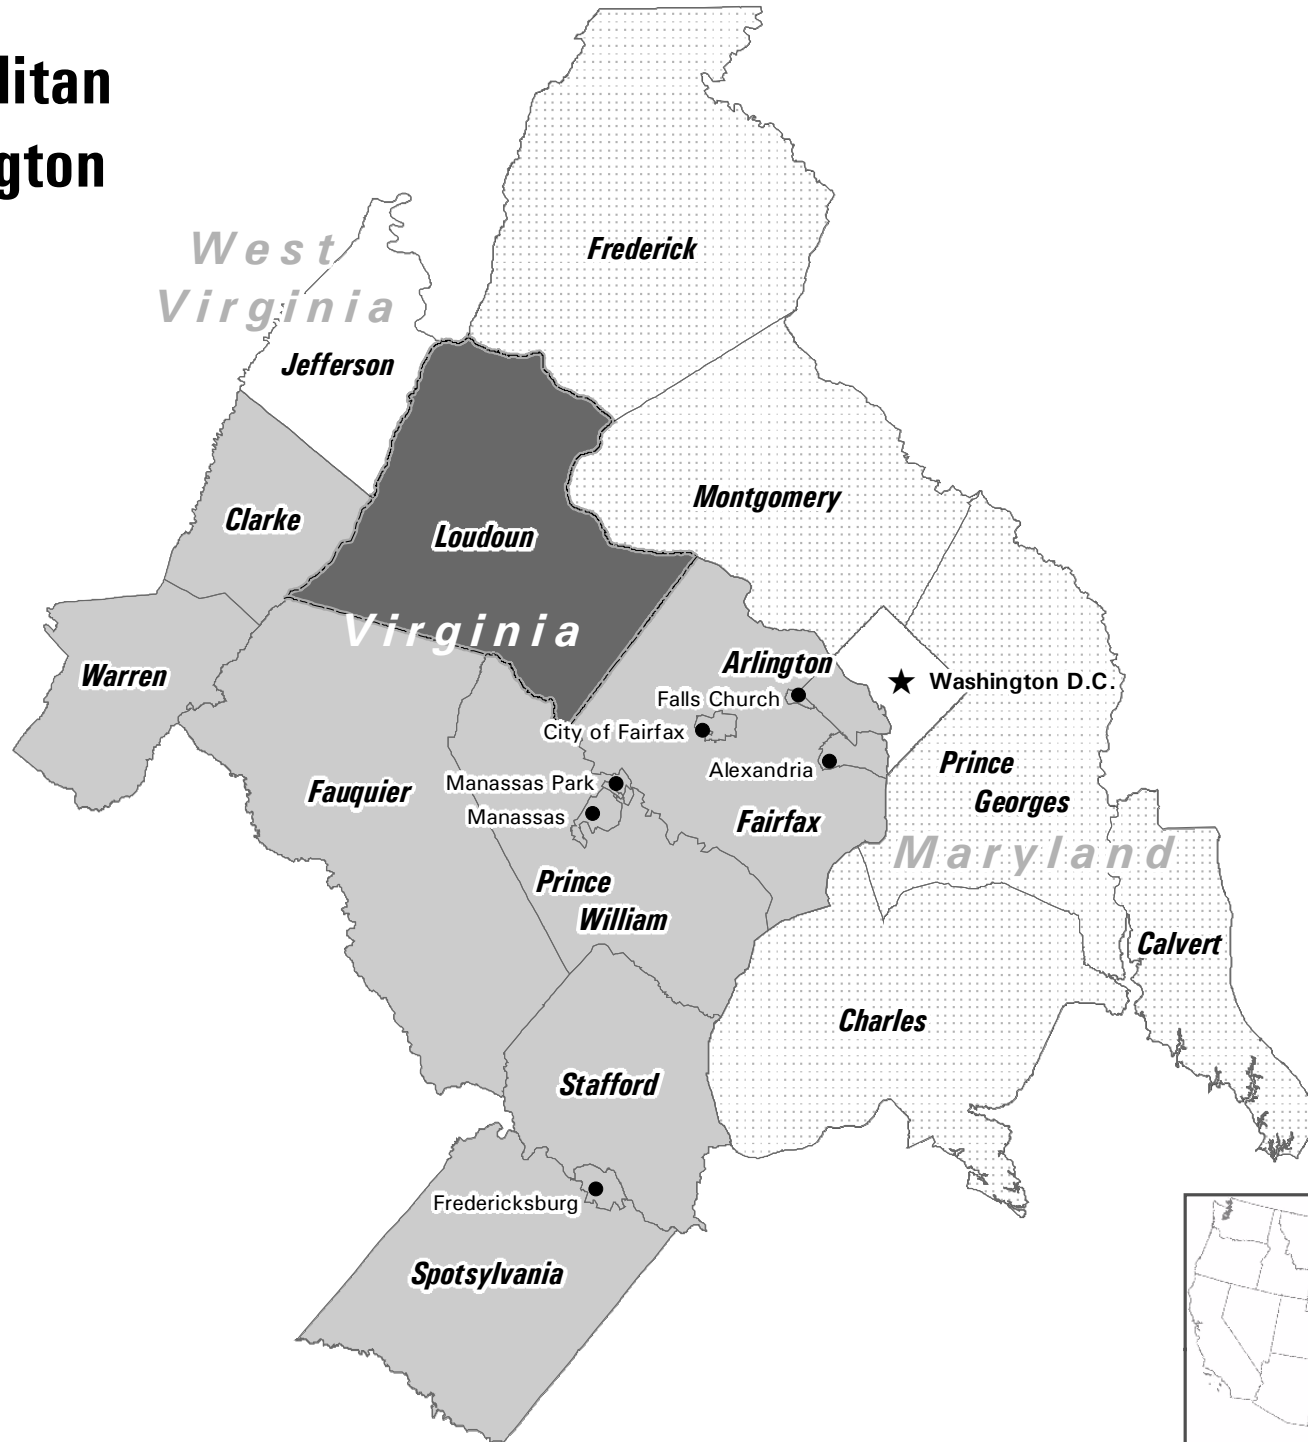 litan
gton
West
Virginia
Frederick
Jefferson
Montgomery
Clarke
Loudoun
Virginia
Warren
Arlington
Washington D.C.
Falls Church
City of Fairfax
Alexandria
Prince
Georges
Manassas Park
Manassas
Fauquier
Fairfax
Maryland
Prince
William
Calvert
Charles
Stafford
Fredericksburg
Spotsylvania